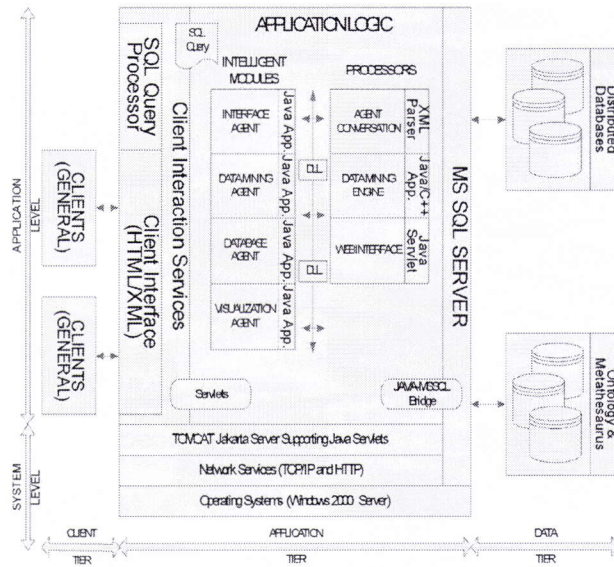 APPLICATION LOGIC
SQL
Query
INTELLIGENT
MODULES
PROCESSORS
SQL Query
Processor
Client Interaction Services
Client Interface
(HTML/XML)
INTERFACE
AGENT
Java App.
DATAMINING
AGENT
Java App.
DATABASE
AGENT
Java App.
VISUALIZATION
AGENT
Java App.
DLL
DLL
AGENT
CONVERSATION
XML
Parser
DATAMINING
ENGINE
Java/C++
App.
WEBINTERFACE
Java
Servlet
MS SQL SERVER
Distributed
Databases
Ontology &
Metathesaurus
APPLICATION
LEVEL
CLIENTS
(GENERAL)
CLIENTS
(GENERAL)
Servlets
JAVA-MSSQL
Bridge
SYSTEM
LEVEL
TOMCAT Jakarta Server Supporting Java Servlets
Network Services (TCP/IP and HTTP)
Operating Systems (Windows 2000 Server)
CLIENT
TIER
APPLICATION
TIER
DATA
TIER